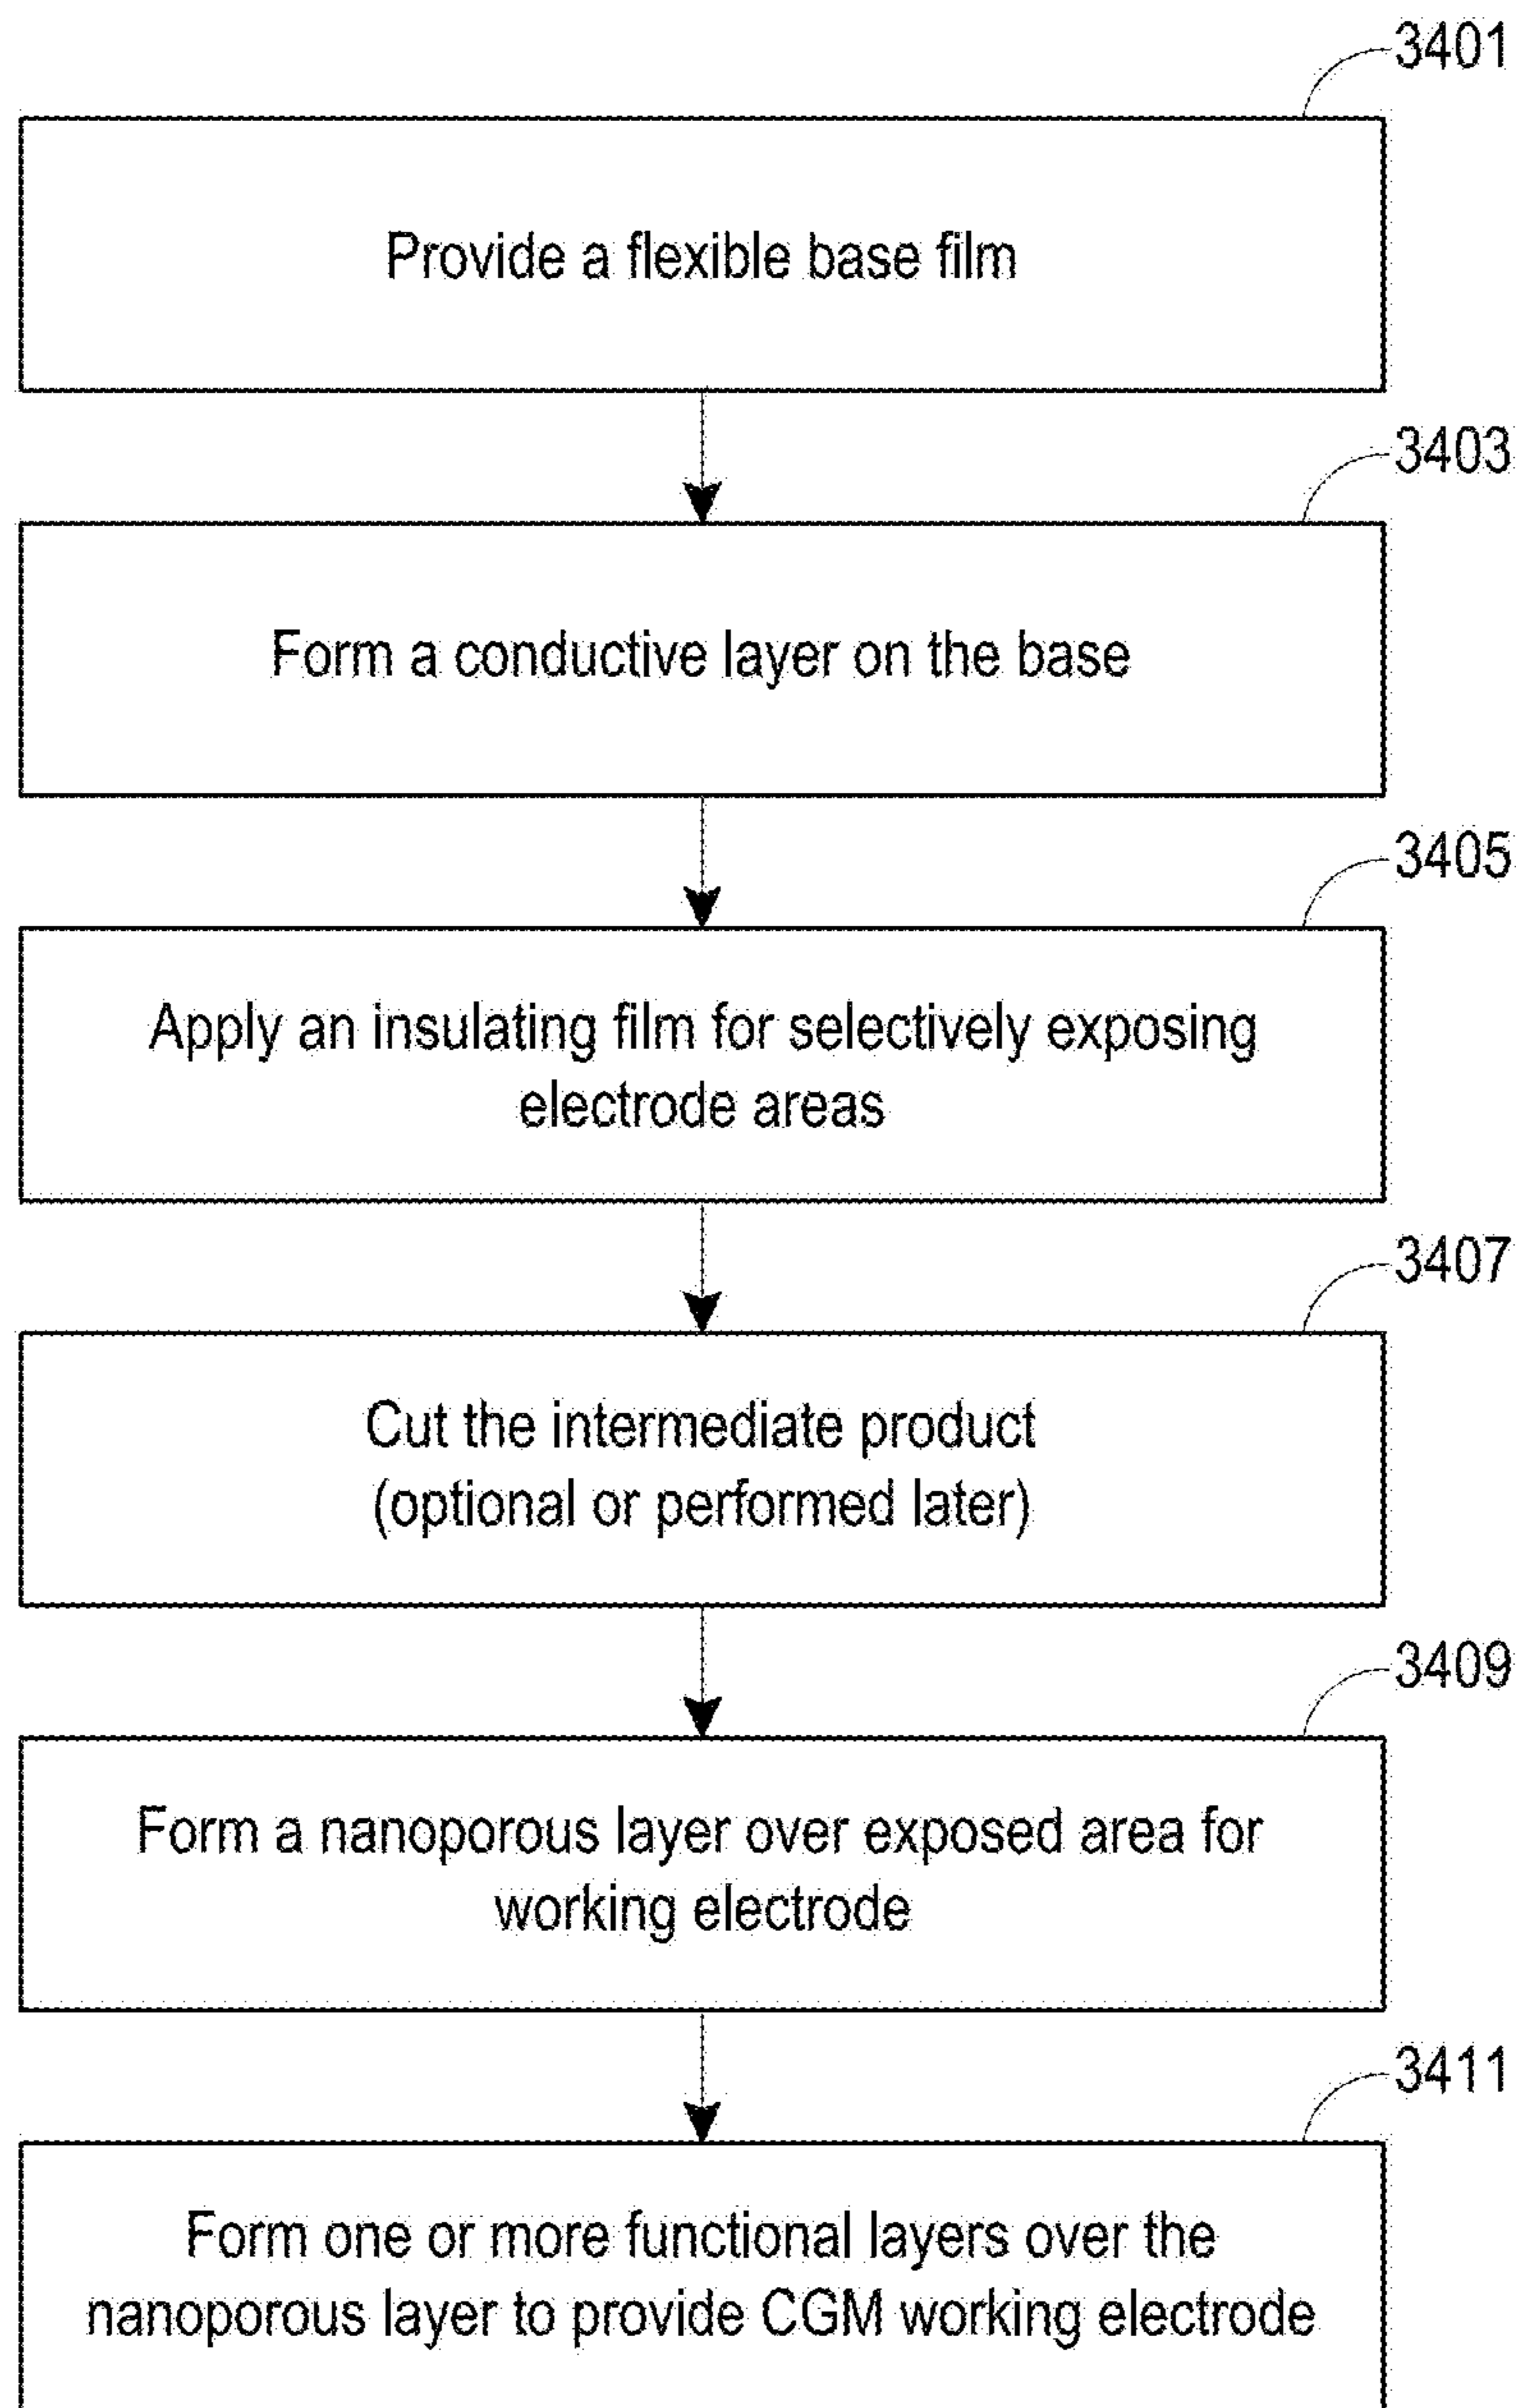 3401
Provide a flexible base film
3403
Form a conductive layer on the base
3405
Apply an insulating film for selectively exposing
electrode areas
3407
Cut the intermediate product
(optional or performed later)
3409
Form a nanoporous layer over exposed area for
working electrode
3411
Form one or more functional layers over the
nanoporous layer to provide CGM working electrode